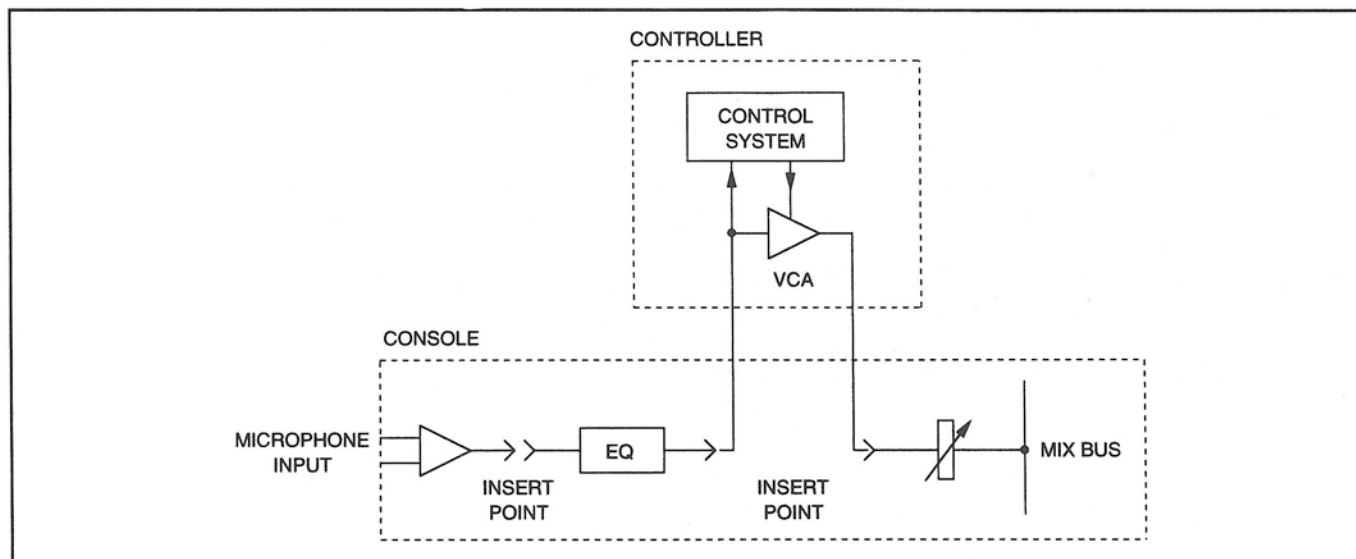 CONTROLLER
CONTROL
SYSTEM
VCA
CONSOLE
MICROPHONE
INPUT
EQ
MIX BUS
INSERT
POINT
INSERT
POINT